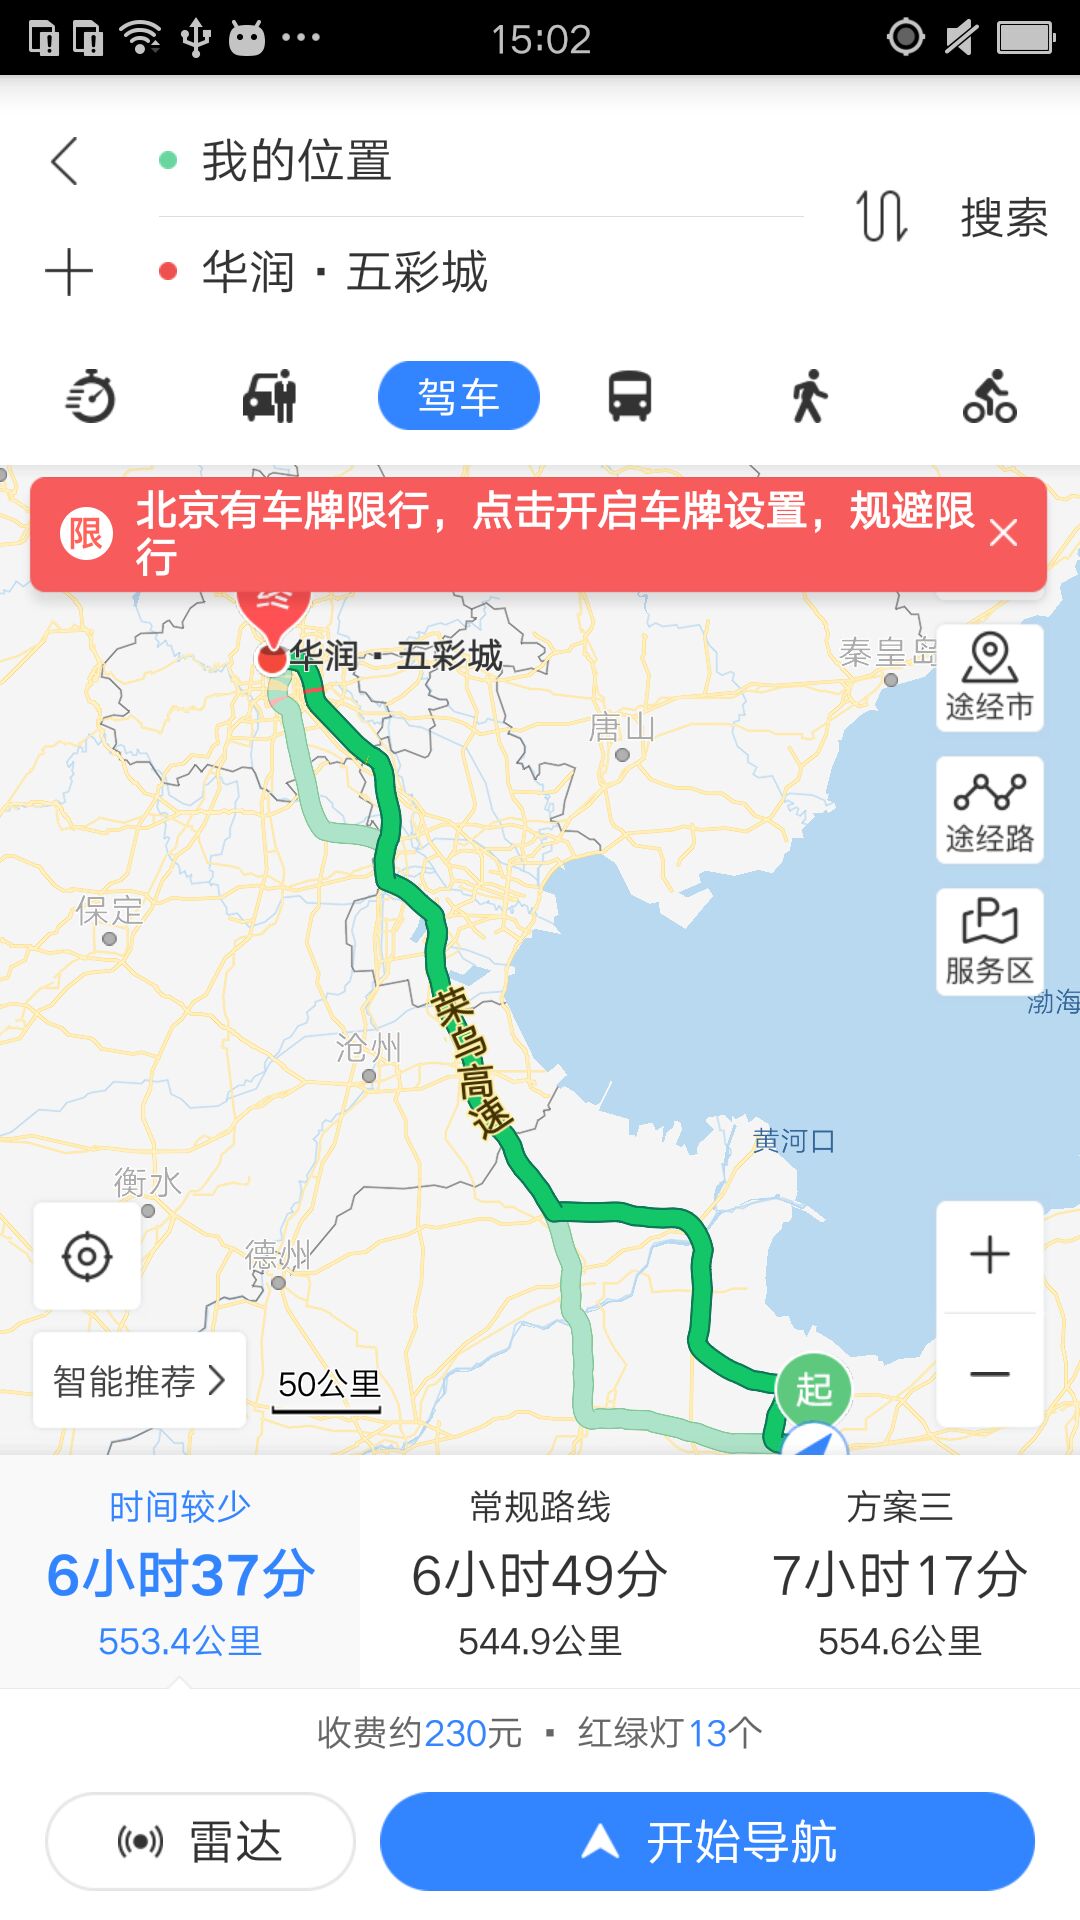 15:02
我的位置
华润·五彩城
搜索
驾车
限
北京有车牌限行，点击开启车牌设置，规避限
行
终
华润·五彩城
秦皇岛
途经市
唐山
途经路
保定
服务区
渤海
荣乌高速
沧州
黄河口
衡水
德州
智能推荐
50公里
起
时间较少
6小时37分
553.4公里
常规路线
6小时49分
544.9公里
方案三
7小时17分
554.6公里
收费约230元 · 红绿灯13个
雷达
开始导航